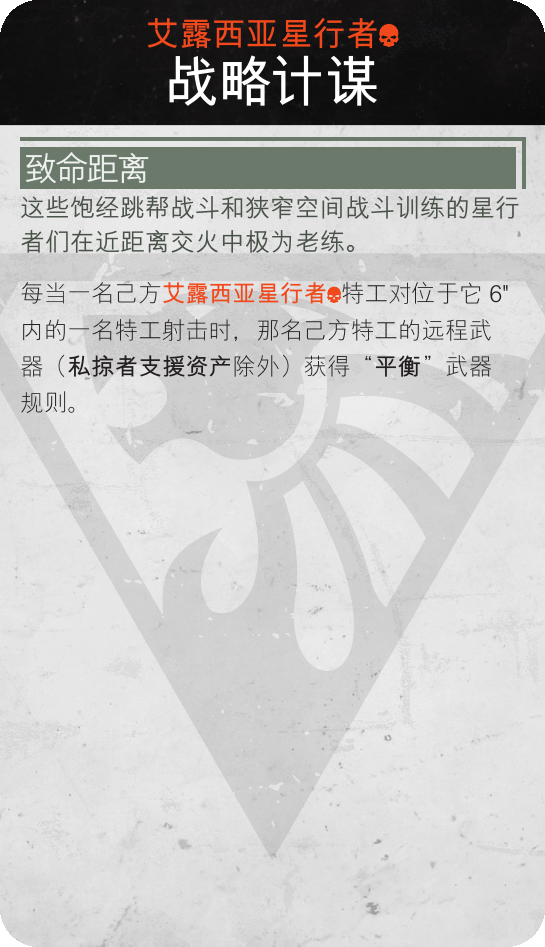 艾露西亚星行者
战略计谋
致命距离
这些饱经跳帮战斗和狭窄空间战斗训练的星行
者们在近距离交火中极为老练。
每当一名己方艾露西亚星行者特工对位于它 6"
内的一名特工射击时，那名己方特工的远程武
器（私掠者支援资产除外）获得“平衡”武器
规则。